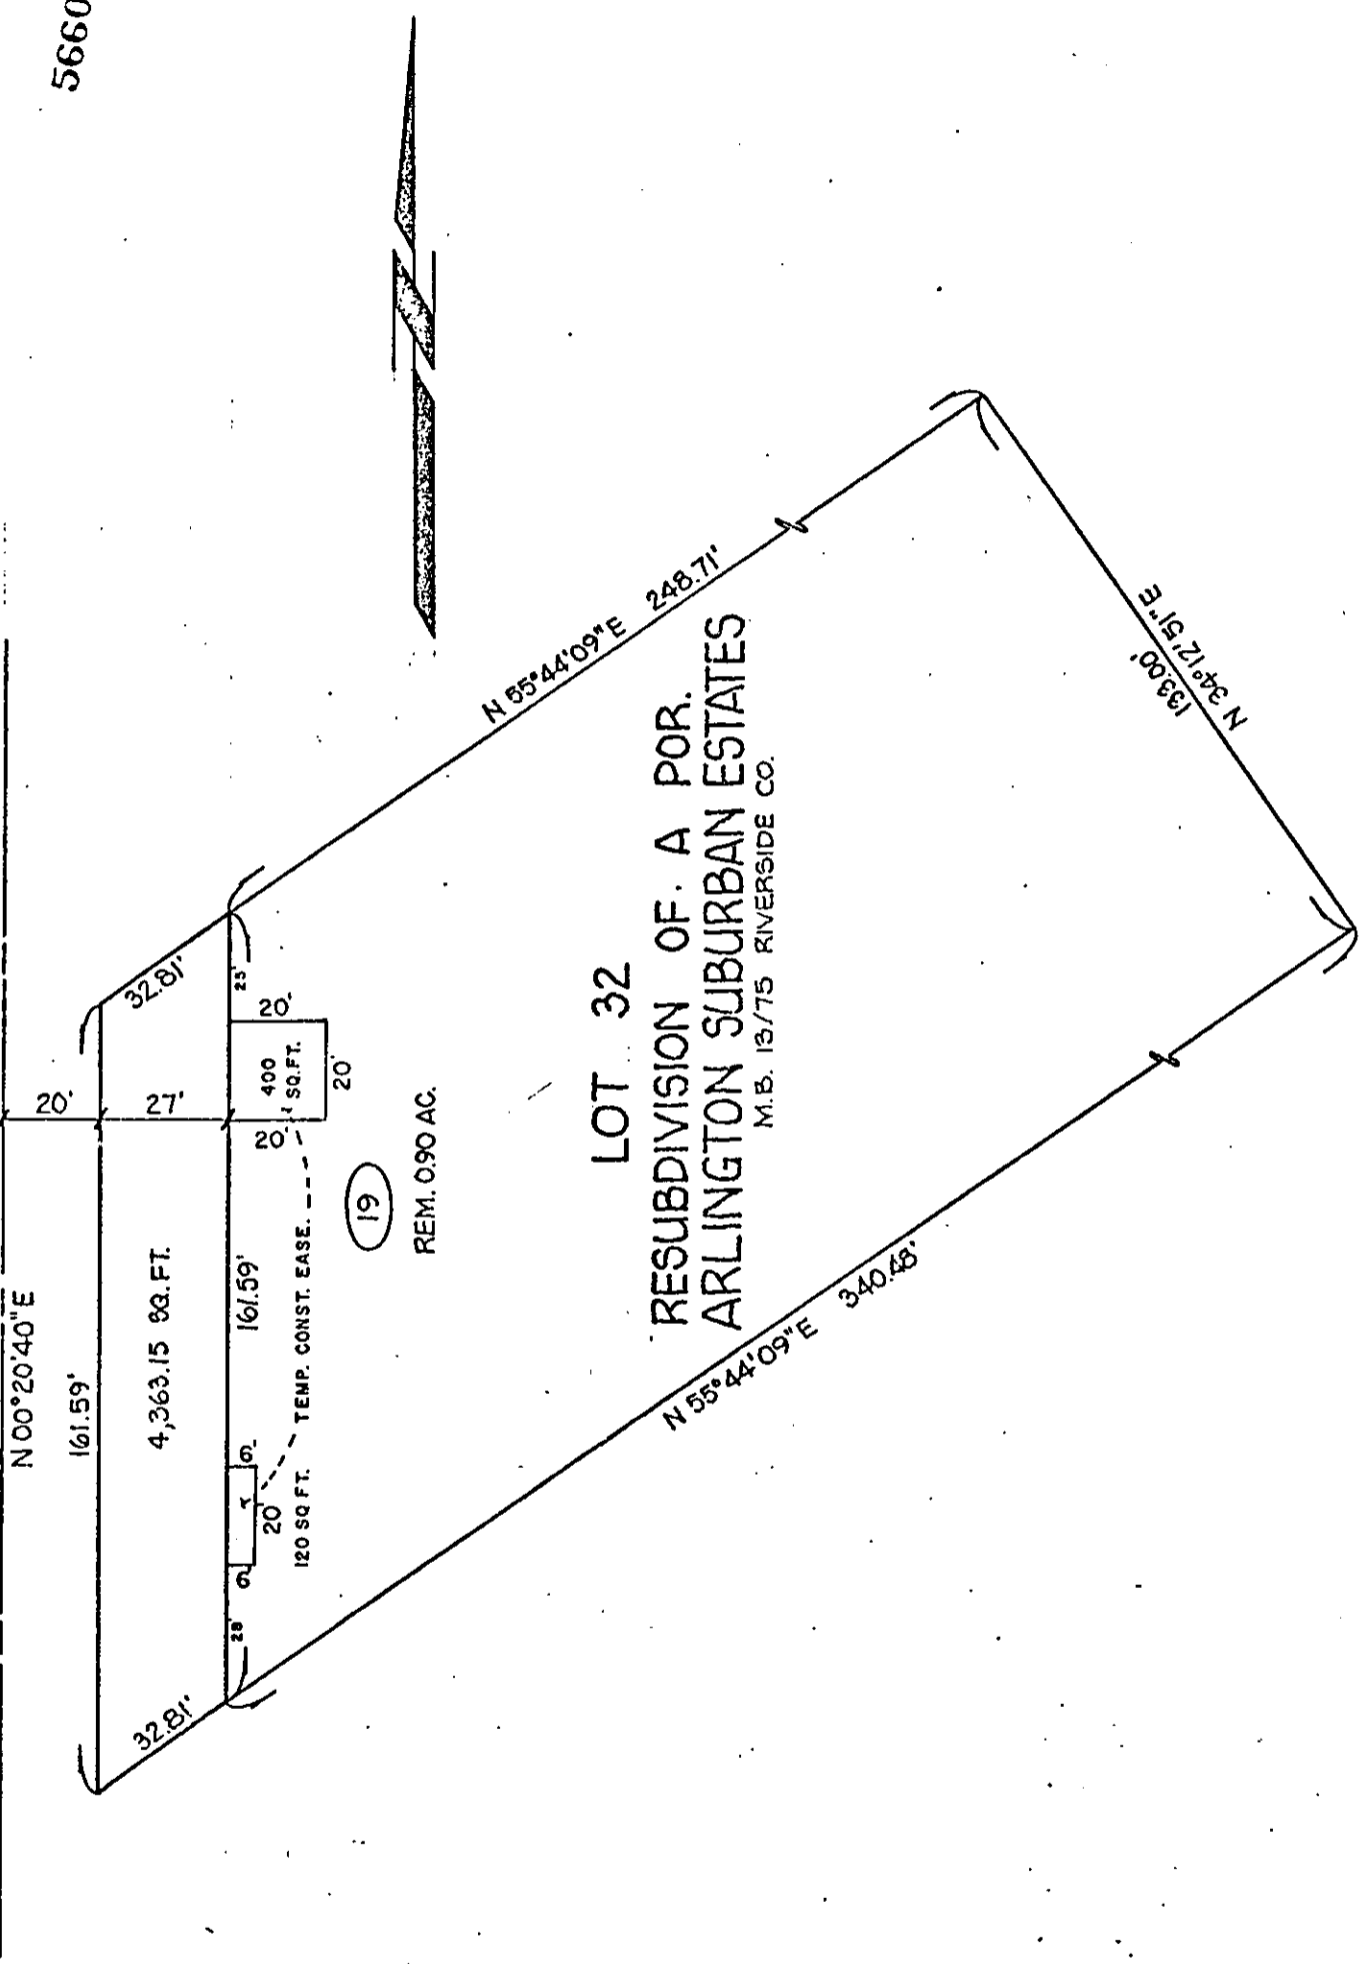 5660
N 00°20'40"E
20'
161.59'
27'
4,363.15 SQ.FT.
32.81'
32.81'
161.59'
28'
6'
20'
6'
120 SQ FT.
TEMP. CONST. EASE.
20'
400
SQ.FT.
20'
20'
25'
19
REM. 0.90 AC.
N 55°44'09"E 248.71'
LOT 32
RESUBDIVISION OF A POR.
ARLINGTON SUBURBAN ESTATES
M.B. 13/75 RIVERSIDE CO.
N 55°44'09"E 340.48'
133.00'
N 34°12'51"E